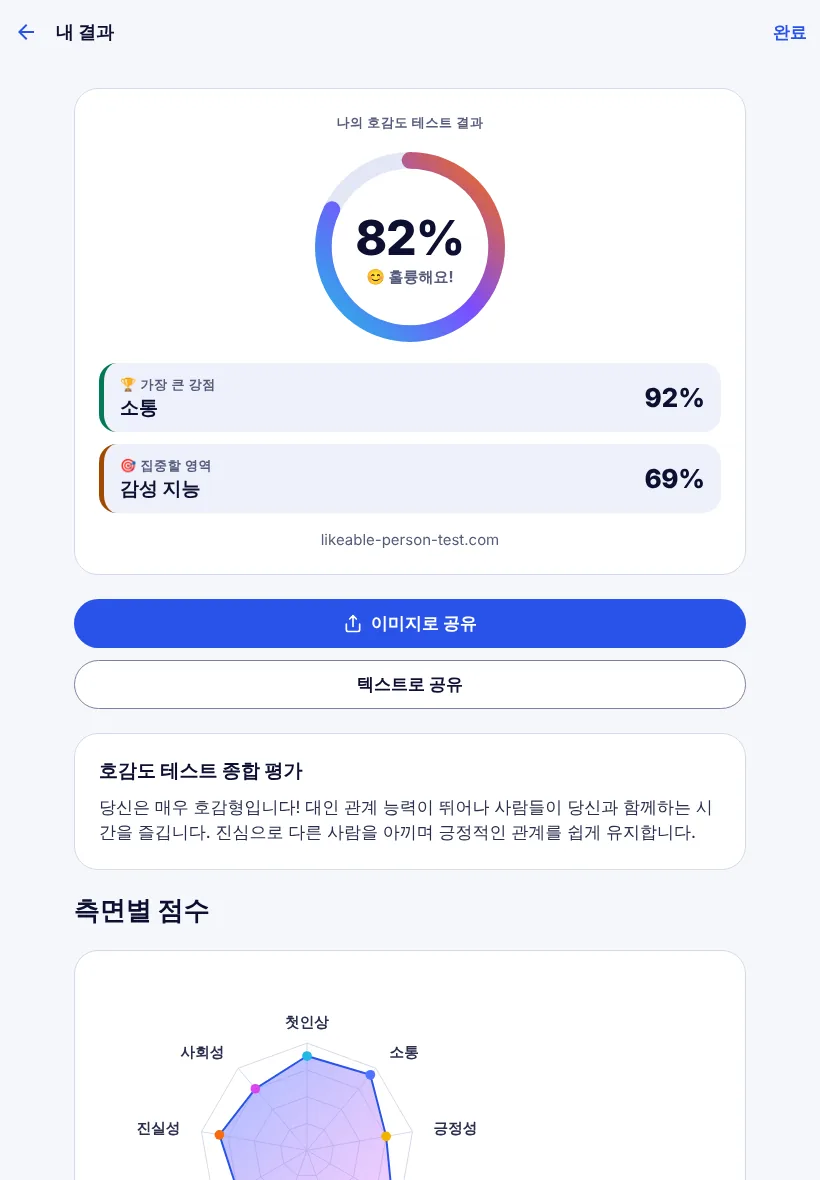 내 결과
완료
나의 호감도 테스트 결과
82%
😊 훌륭해요!
🏆 가장 큰 강점
소통
92%
🎯 집중할 영역
감성 지능
69%
likeable-person-test.com
이미지로 공유
텍스트로 공유
호감도 테스트 종합 평가
당신은 매우 호감형입니다! 대인 관계 능력이 뛰어나 사람들이 당신과 함께하는 시
간을 즐깁니다. 진심으로 다른 사람을 아끼며 긍정적인 관계를 쉽게 유지합니다.
측면별 점수
첫인상
사회성
소통
진실성
긍정성